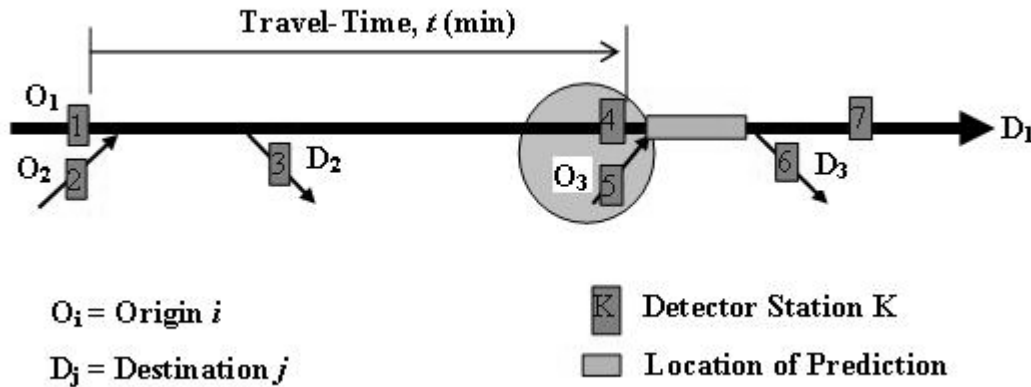 Travel-Time, t (min)
O1
1
4
7
D1
O2
2
3
D2
O3
5
6
D3
Oi = Origin i
K
Detector Station K
Dj = Destination j
Location of Prediction